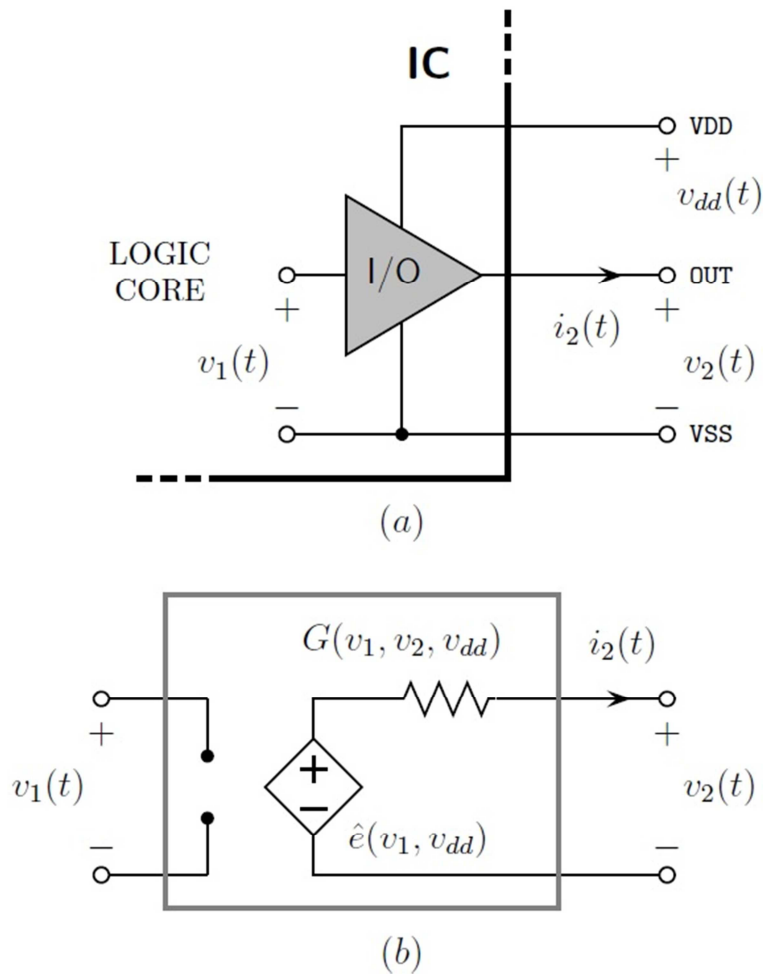 IC
VDD
+
v_dd(t)
LOGIC
CORE
I/O
OUT
+
+
i_2(t)
v_1(t)
v_2(t)
−
−
VSS
(a)
G(v_1, v_2, v_dd)
i_2(t)
+
+
+
v_1(t)
v_2(t)
−
ê(v_1, v_dd)
−
−
(b)